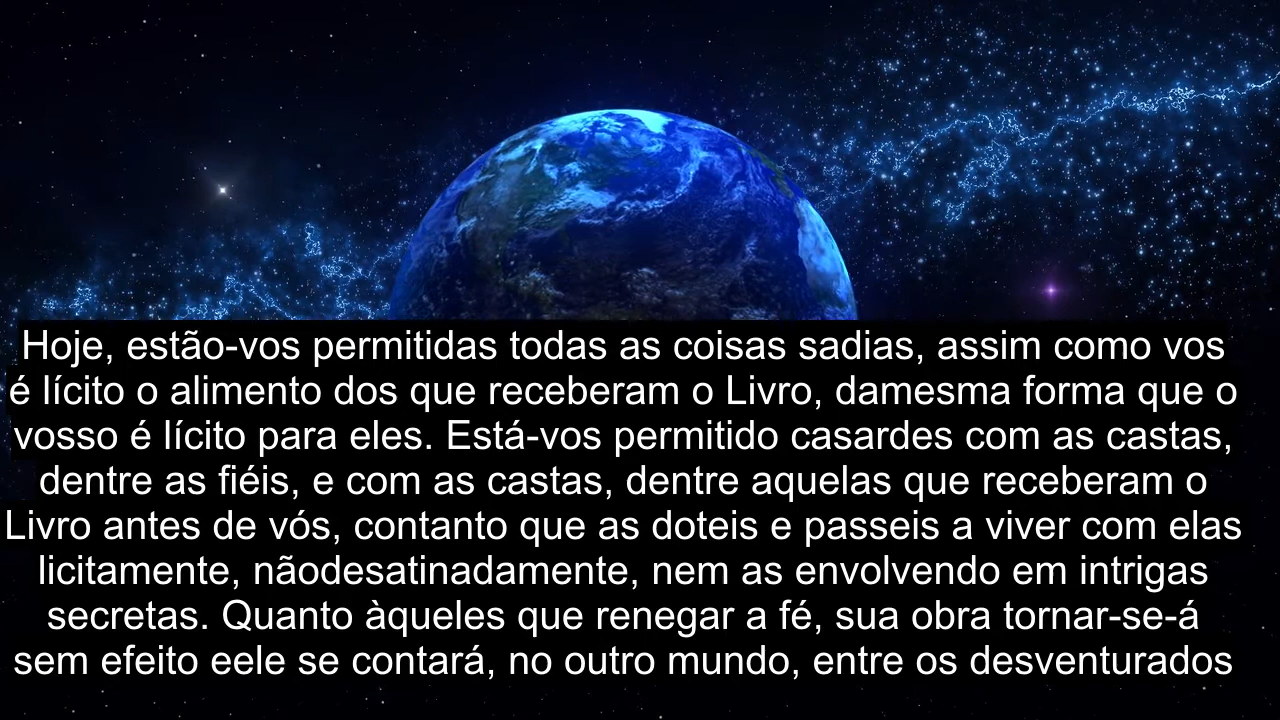 Hoje, estão-vos permitidas todas as coisas sadias, assim como vos
é lícito o alimento dos que receberam o Livro, damesma forma que o
vosso é lícito para eles. Está-vos permitido casardes com as castas,
dentre as fiéis, e com as castas, dentre aquelas que receberam o
Livro antes de vós, contanto que as doteis e passeis a viver com elas
licitamente, nãodesatinadamente, nem as envolvendo em intrigas
secretas. Quanto àqueles que renegar a fé, sua obra tornar-se-á
sem efeito eele se contará, no outro mundo, entre os desventurados